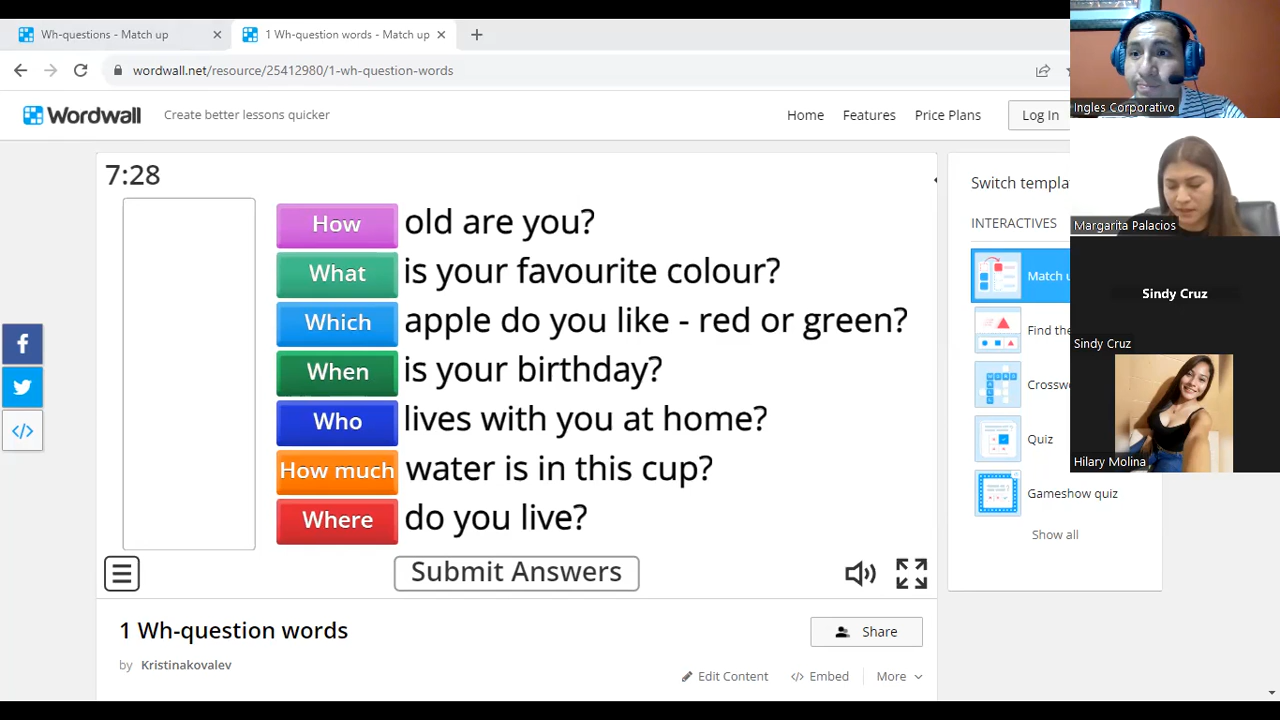 Wh-questions - Match up
1 Wh-question words - Match up
wordwall.net/resource/25412980/1-wh-question-words
Wordwall
Create better lessons quicker
Home
Features
Price Plans
Log In
7:28
How old are you?
What is your favourite colour?
Which apple do you like - red or green?
When is your birthday?
Who lives with you at home?
How much water is in this cup?
Where do you live?
Submit Answers
1 Wh-question words
by Kristinakovalev
Share
Edit Content
Embed
More
Switch templa
INTERACTIVES
Match u
Find the
Crossw
Quiz
Gameshow quiz
Show all
Ingles Corporativo
Margarita Palacios
Sindy Cruz
Sindy Cruz
Hilary Molina